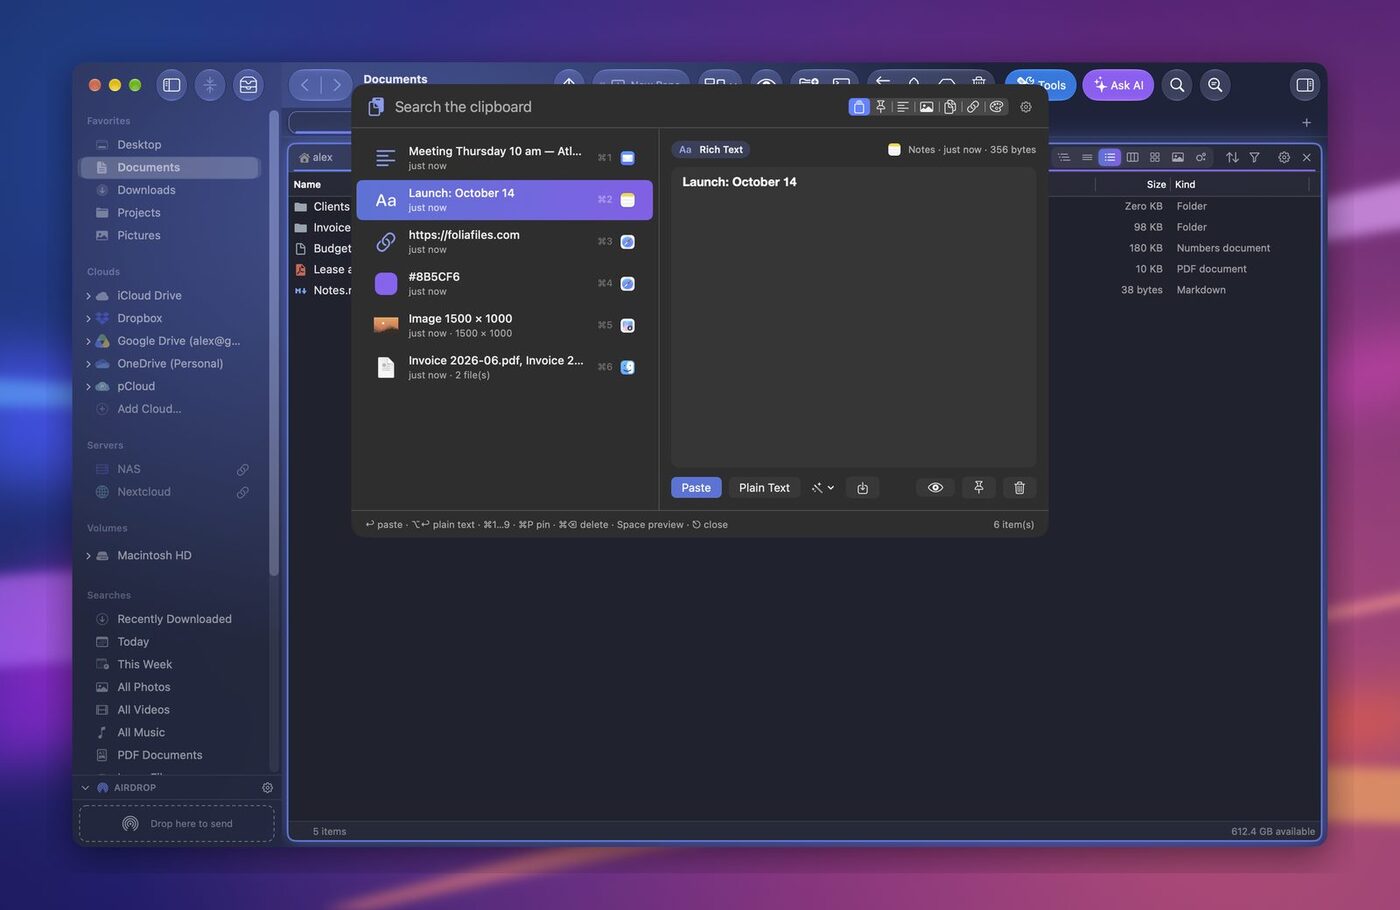 Documents
Tools
Ask AI
Favorites
Desktop
Documents
Downloads
Projects
Pictures
Clouds
iCloud Drive
Dropbox
Google Drive (alex@g...
OneDrive (Personal)
pCloud
Add Cloud...
Servers
NAS
Nextcloud
Volumes
Macintosh HD
Searches
Recently Downloaded
Today
This Week
All Photos
All Videos
All Music
PDF Documents
AIRDROP
Drop here to send
alex
Name
Clients
Invoice
Budget
Lease
Notes.
Search the clipboard
Meeting Thursday 10 am — Atl...
just now
⌘1
Launch: October 14
just now
⌘2
https://foliafiles.com
just now
⌘3
#8B5CF6
just now
⌘4
Image 1500 × 1000
just now · 1500 × 1000
⌘5
Invoice 2026-06.pdf, Invoice 2...
just now · 2 file(s)
⌘6
Aa Rich Text
Notes · just now · 356 bytes
Launch: October 14
Paste
Plain Text
↩ paste · ⌥↩ plain text · ⌘1...9 · ⌘P pin · ⌘⌫ delete · Space preview · ⎋ close
6 item(s)
Size Kind
Zero KB Folder
98 KB Folder
180 KB Numbers document
10 KB PDF document
38 bytes Markdown
5 items
612.4 GB available